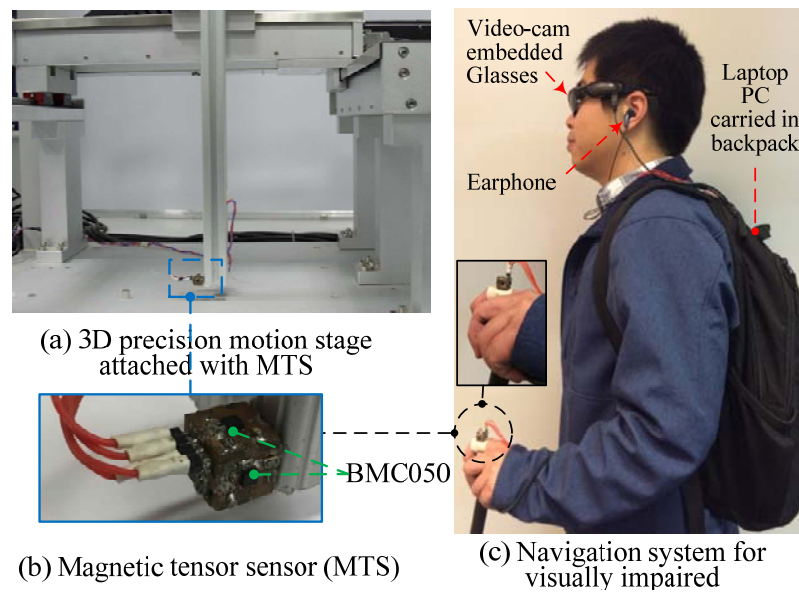 Video-cam
embedded
Glasses
Laptop
PC
carried in
backpack
Earphone
(a) 3D precision motion stage
attached with MTS
BMC050
(b) Magnetic tensor sensor (MTS)
(c) Navigation system for
visually impaired